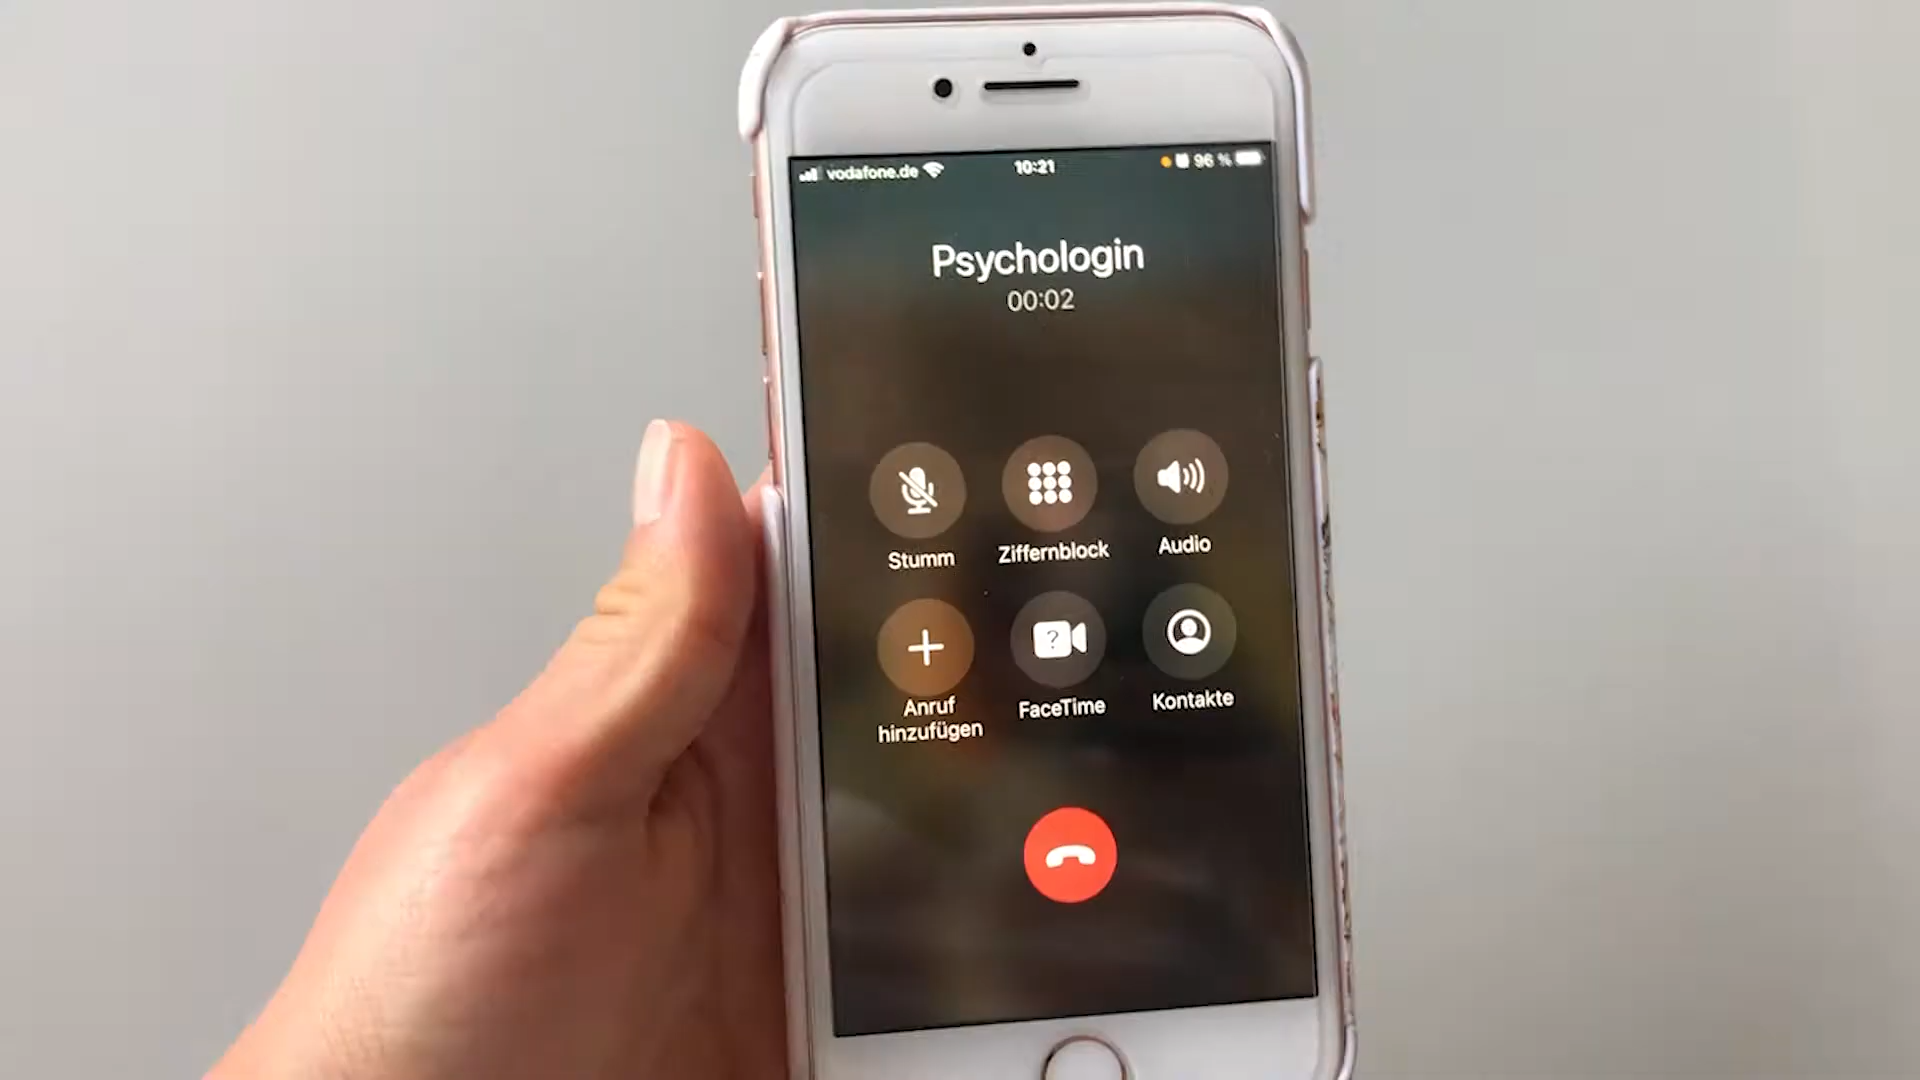 vodafone.de 10:21 96 %
Psychologin
00:02
Stumm Ziffernblock Audio
?
Anruf hinzufügen FaceTime Kontakte